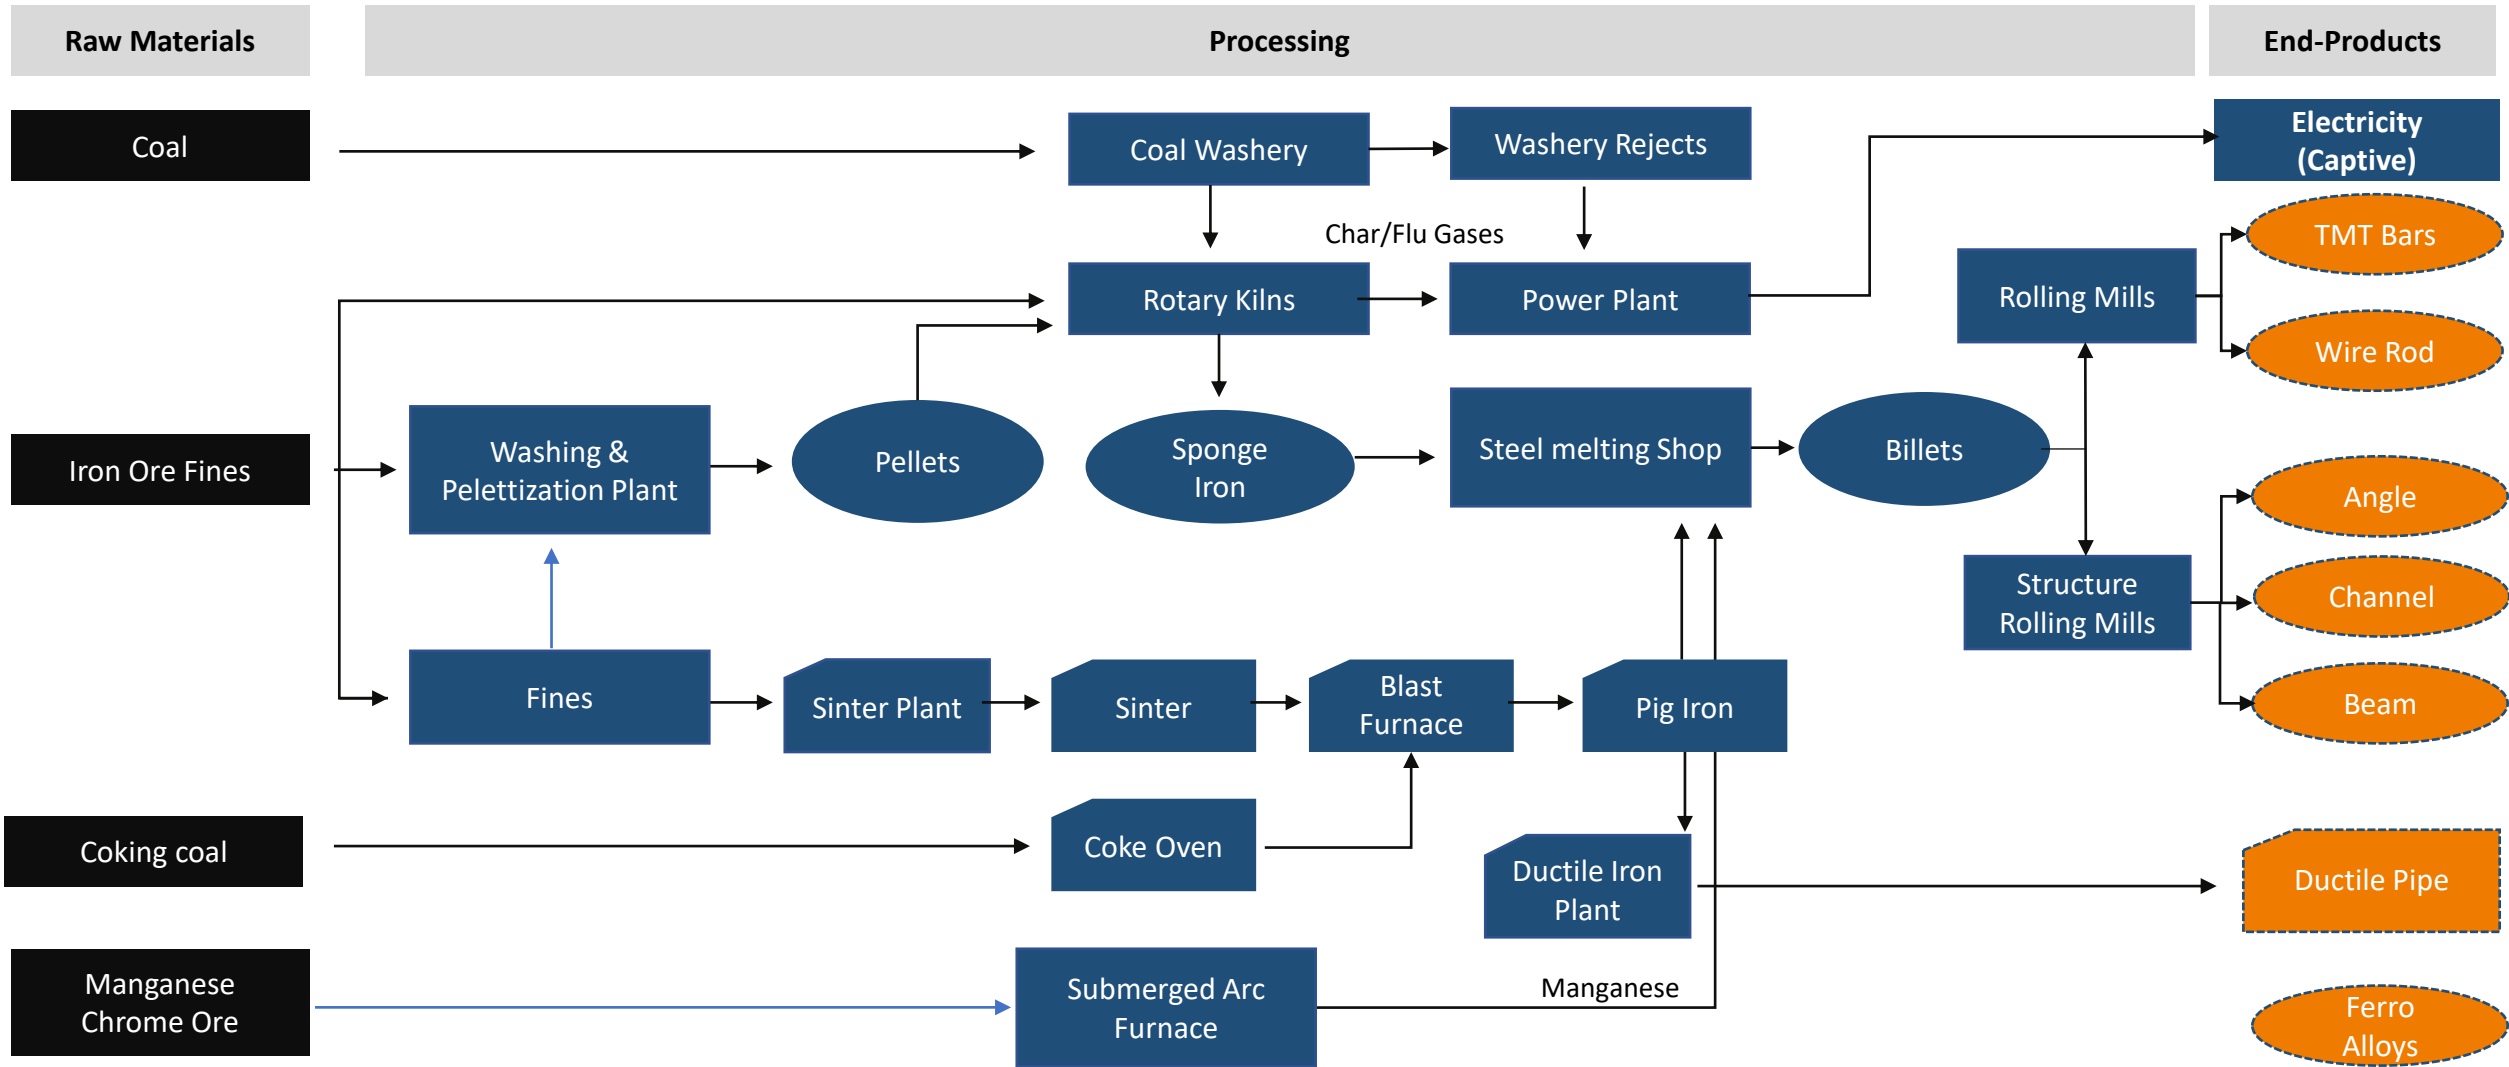 Raw Materials
Processing
End-Products
Coal
Coal Washery
Washery Rejects
Electricity
(Captive)
Char/Flu Gases
TMT Bars
Rotary Kilns
Power Plant
Rolling Mills
Wire Rod
Iron Ore Fines
Washing &
Pelettization Plant
Pellets
Sponge
Iron
Steel melting Shop
Billets
Angle
Structure
Rolling Mills
Channel
Fines
Sinter Plant
Sinter
Blast
Furnace
Pig Iron
Beam
Coking coal
Coke Oven
Ductile Iron
Plant
Ductile Pipe
Manganese
Chrome Ore
Submerged Arc
Furnace
Manganese
Ferro
Alloys